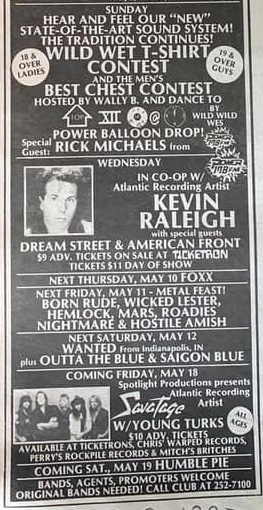 SUNDAY
HEAR AND FEEL OUR "NEW"
STATE-OF-THE-ART SOUND SYSTEM!
THE TRADITION CONTINUES!
18 & OVER LADIES
WILD WET T-SHIRT
CONTEST
19 & OVER GUYS
AND THE MEN'S
BEST CHEST CONTEST
HOSTED BY WALLY B. AND DANCE TO
TOP XII @ BY WILD WILD WES
POWER BALLOON DROP!
Special Guest: RICK MICHAELS from
WEDNESDAY
IN CO-OP W/
Atlantic Recording Artist
KEVIN
RALEIGH
with special guests
DREAM STREET & AMERICAN FRONT
$9 ADV. TICKETS ON SALE AT TICKETRON
TICKETS $11 DAY OF SHOW
NEXT THURSDAY, MAY 10 FOXX
NEXT FRIDAY, MAY 11 - METAL FEAST!
BORN RUDE, WICKED LESTER,
HEMLOCK, MARS, ROADIES
NIGHTMARE & HOSTILE AMISH
NEXT SATURDAY, MAY 12
WANTED From Indianapolis, IN
plus OUTTA THE BLUE & SAIGON BLUE
COMING FRIDAY, MAY 18
Spotlight Productions presents
Atlantic Recording
Savatage Artist
W/YOUNG TURKS
$10 ADV. TICKETS
ALL AGES
AVAILABLE AT TICKETRONS, CHRIS' WARPED RECORDS,
PERRY'S ROCKPILE RECORDS & MITCH'S BRITCHES
COMING SAT., MAY 19 HUMBLE PIE
BANDS, AGENTS, PROMOTERS WELCOME
ORIGINAL BANDS NEEDED! CALL CLUB AT 252-7100